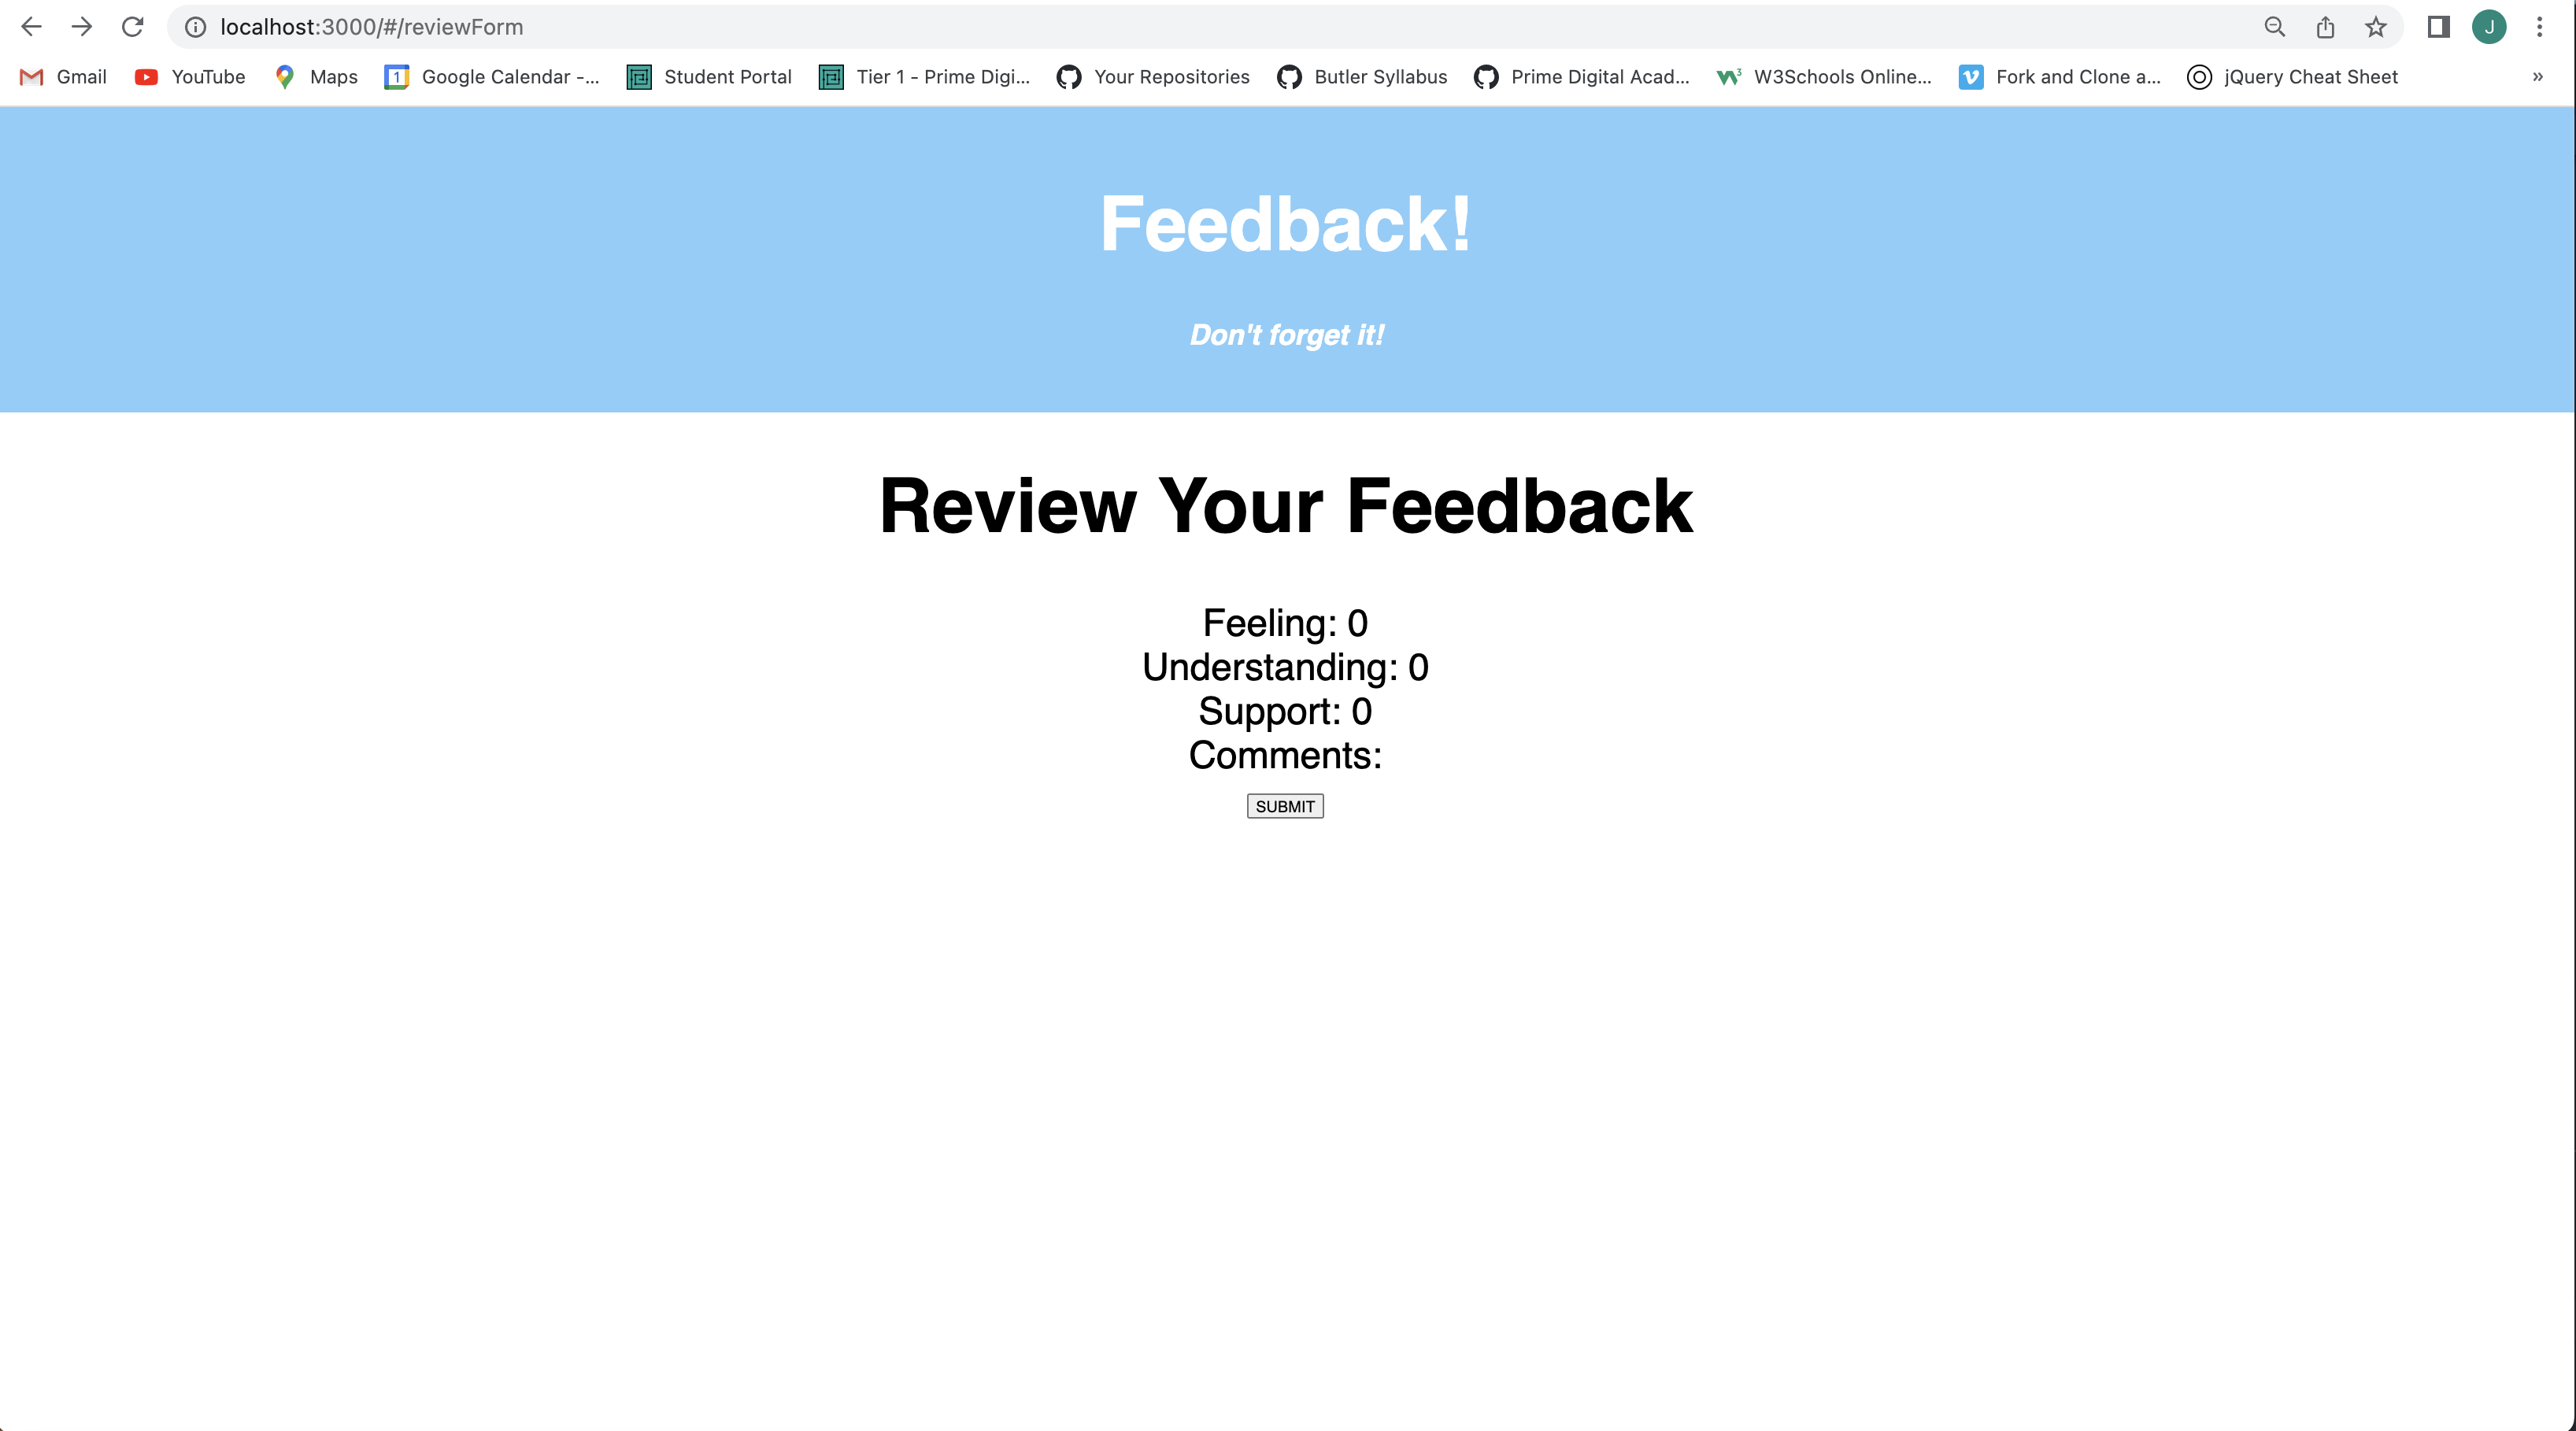 localhost:3000/#/reviewForm
J
Gmail YouTube Maps 1 Google Calendar -... Student Portal Tier 1 - Prime Digi... Your Repositories Butler Syllabus Prime Digital Acad... W3Schools Online... Fork and Clone a... jQuery Cheat Sheet »
Feedback!
Don't forget it!
Review Your Feedback
Feeling: 0
Understanding: 0
Support: 0
Comments:
SUBMIT